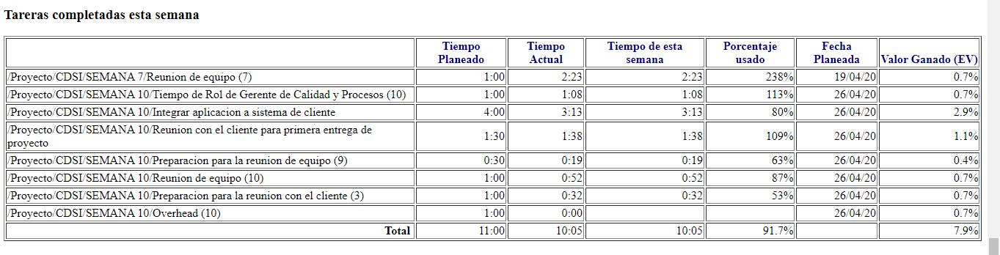 Tareras completadas esta semana
Tiempo Planeado Tiempo Actual Tiempo de esta semana Porcentaje usado Fecha Planeada Valor Ganado (EV)
/Proyecto/CDSI/SEMANA 7/Reunion de equipo (7) 1:00 2:23 2:23 238% 19/04/20 0.7%
/Proyecto/CDSI/SEMANA 10/Tiempo de Rol de Gerente de Calidad y Procesos (10) 1:00 1:08 1:08 113% 26/04/20 0.7%
/Proyecto/CDSI/SEMANA 10/Integrar aplicacion a sistema de cliente 4:00 3:13 3:13 80% 26/04/20 2.9%
/Proyecto/CDSI/SEMANA 10/Reunion con el cliente para primera entrega de proyecto 1:30 1:38 1:38 109% 26/04/20 1.1%
/Proyecto/CDSI/SEMANA 10/Preparacion para la reunion de equipo (9) 0:30 0:19 0:19 63% 26/04/20 0.4%
/Proyecto/CDSI/SEMANA 10/Reunion de equipo (10) 1:00 0:52 0:52 87% 26/04/20 0.7%
/Proyecto/CDSI/SEMANA 10/Preparacion para la reunion con el cliente (3) 1:00 0:32 0:32 53% 26/04/20 0.7%
/Proyecto/CDSI/SEMANA 10/Overhead (10) 1:00 0:00 26/04/20 0.7%
Total 11:00 10:05 10:05 91.7% 7.9%